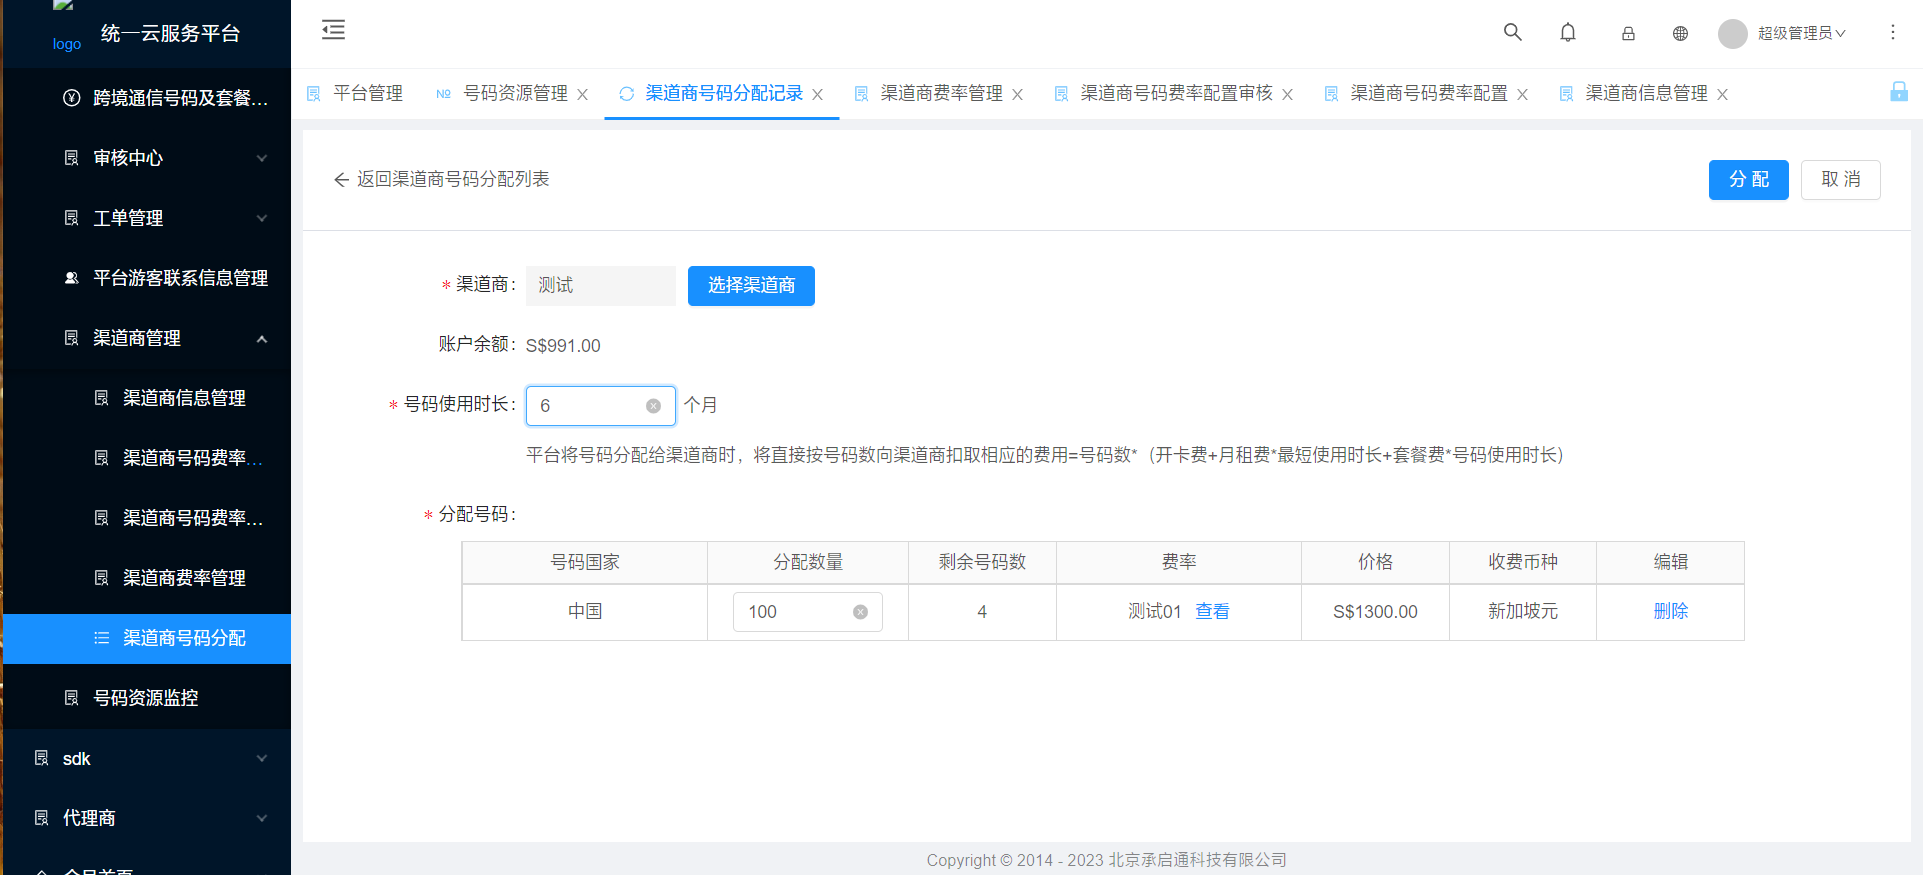 logo 统一云服务平台
跨境通信号码及套餐...
审核中心
工单管理
平台游客联系信息管理
渠道商管理
渠道商信息管理
渠道商号码费率...
渠道商号码费率...
渠道商费率管理
渠道商号码分配
号码资源监控
sdk
代理商
超级管理员
平台管理 № 号码资源管理 渠道商号码分配记录 渠道商费率管理 渠道商号码费率配置审核 渠道商号码费率配置 渠道商信息管理
返回渠道商号码分配列表 分配 取消
* 渠道商: 测试 选择渠道商
账户余额: S$991.00
* 号码使用时长: 6 个月
平台将号码分配给渠道商时，将直接按号码数向渠道商扣取相应的费用=号码数*（开卡费+月租费*最短使用时长+套餐费*号码使用时长）
* 分配号码:
号码国家 分配数量 剩余号码数 费率 价格 收费币种 编辑
中国 100 4 测试01 查看 S$1300.00 新加坡元 删除
Copyright © 2014 - 2023 北京承启通科技有限公司